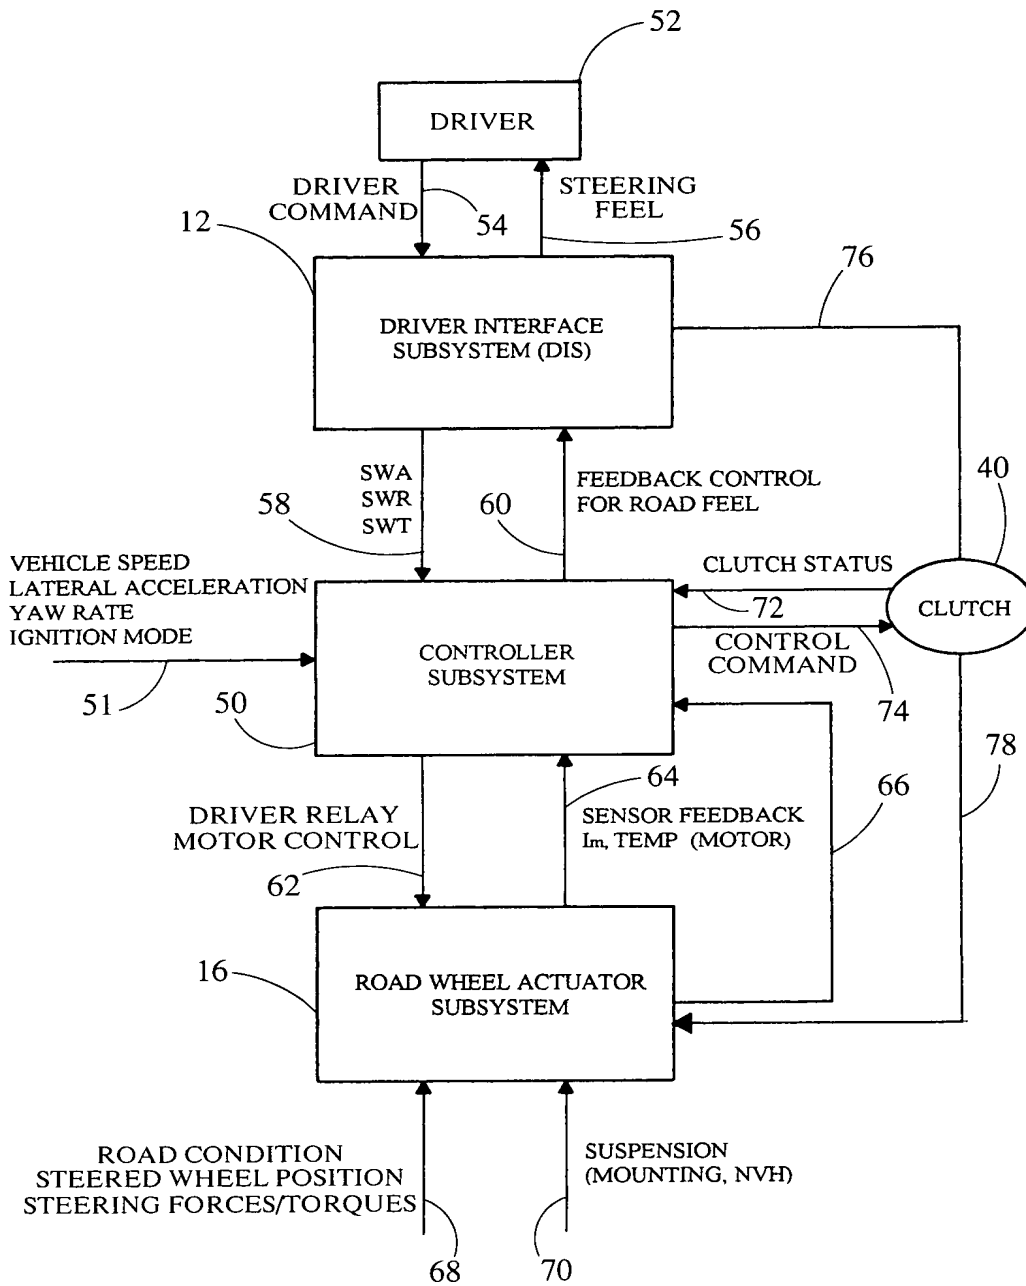 52
DRIVER
DRIVER
COMMAND
54
STEERING
FEEL
56
12
76
DRIVER INTERFACE
SUBSYSTEM (DIS)
SWA
SWR
SWT
58
60
FEEDBACK CONTROL
FOR ROAD FEEL
40
VEHICLE SPEED
LATERAL ACCELERATION
YAW RATE
IGNITION MODE
51
50
CONTROLLER
SUBSYSTEM
CLUTCH STATUS
72
CLUTCH
CONTROL
COMMAND
74
78
DRIVER RELAY
MOTOR CONTROL
62
64
SENSOR FEEDBACK
Im, TEMP (MOTOR)
66
16
ROAD WHEEL ACTUATOR
SUBSYSTEM
ROAD CONDITION
STEERED WHEEL POSITION
STEERING FORCES/TORQUES
68
SUSPENSION
(MOUNTING, NVH)
70